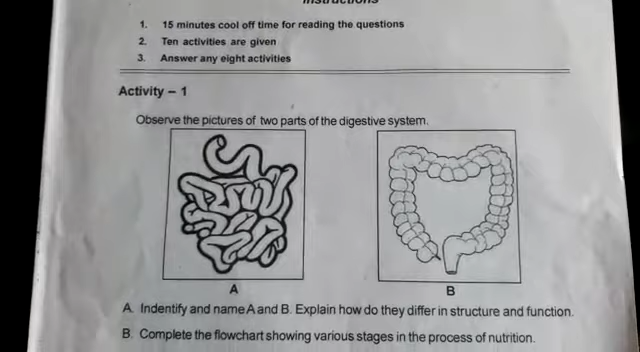 Instructions
1. 15 minutes cool off time for reading the questions
2. Ten activities are given
3. Answer any eight activities
Activity – 1
Observe the pictures of two parts of the digestive system.
A B
A. Indentify and name A and B. Explain how do they differ in structure and function.
B. Complete the flowchart showing various stages in the process of nutrition.